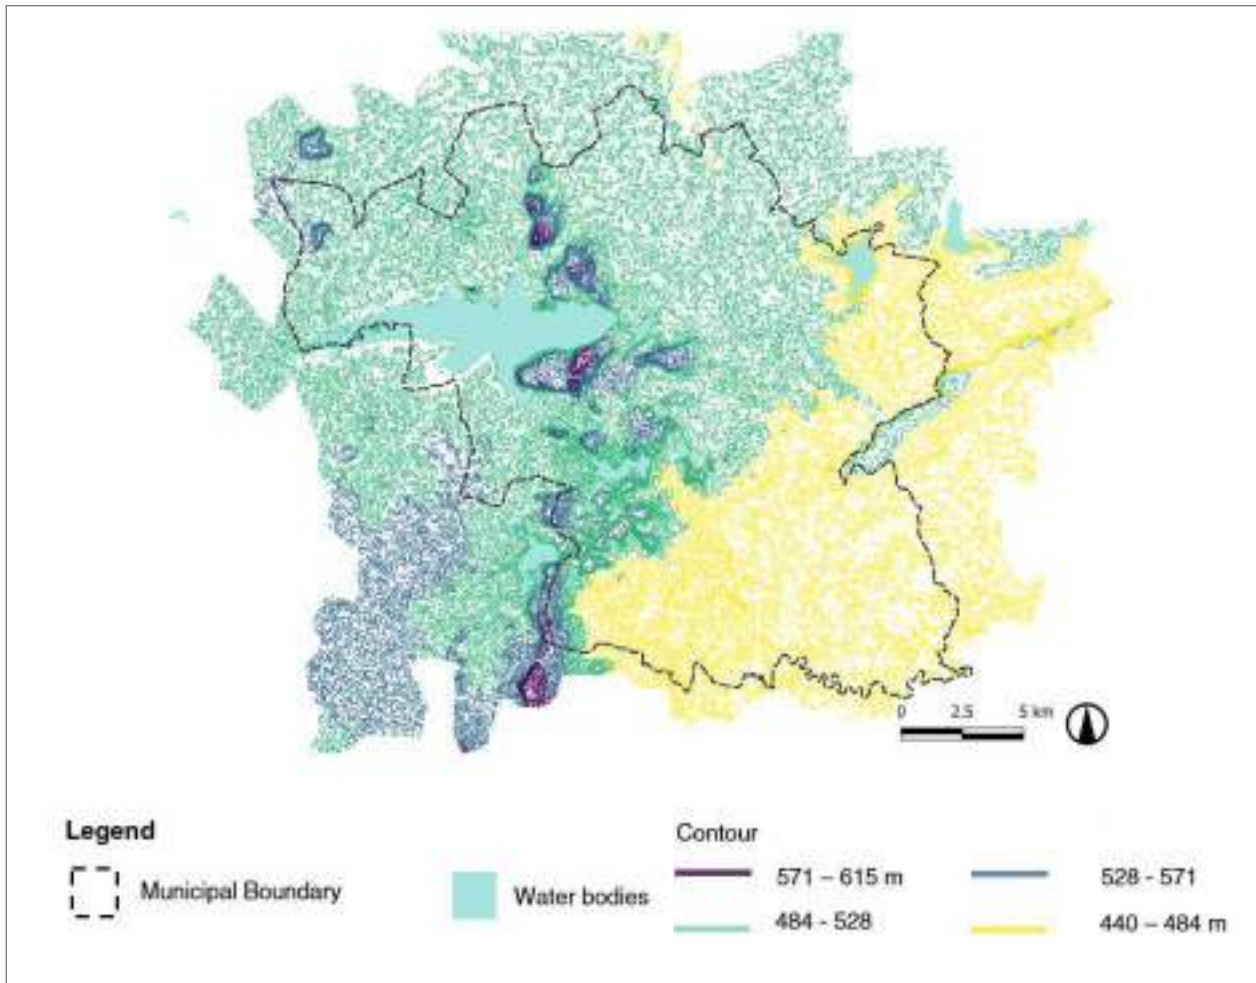 0 2.5 5 km
Legend
Municipal Boundary
Water bodies
Contour
571 – 615 m
528 - 571
484 - 528
440 – 484 m